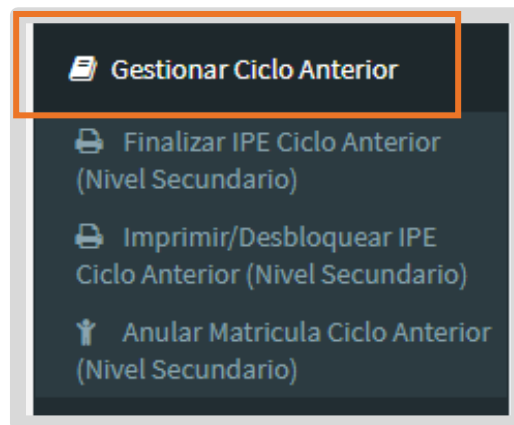 Gestionar Ciclo Anterior
Finalizar IPE Ciclo Anterior
(Nivel Secundario)
Imprimir/Desbloquear IPE
Ciclo Anterior (Nivel Secundario)
Anular Matricula Ciclo Anterior
(Nivel Secundario)